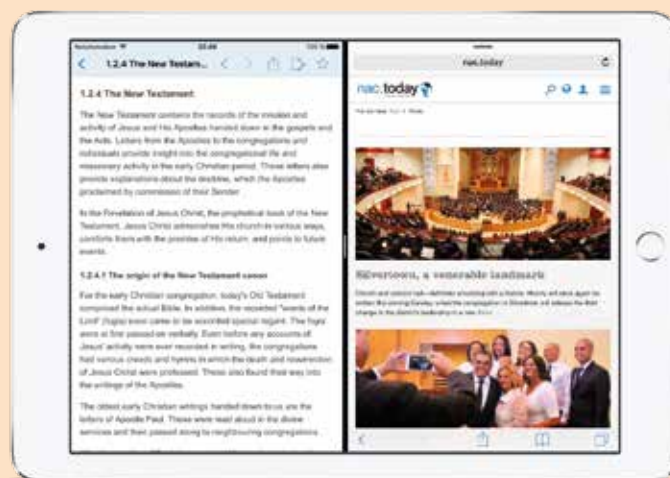 22:46
1.2.4 The New Testam...
1.2.4 The New Testament
The New Testament contains the records of the mission and
activity of Jesus and His Apostles handed down in the gospels and
the Acts. Letters from the Apostles to the congregations and
individuals provide insight into the congregational life and
missionary activity in the early Christian period. These letters also
provide explanations about the doctrine, which the Apostles
proclaimed by commission of their Sender.
In the Revelation of Jesus Christ, the prophetical book of the New
Testament, Jesus Christ admonishes His church in various ways,
comforts them with the promise of His return, and points to future
events.
1.2.4.1 The origin of the New Testament canon
For the early Christian congregation, today's Old Testament
comprised the actual Bible. In addition, the recorded "words of the
Lord" (logia) soon came to be accorded special regard. The logia
were at first passed on verbally. Even before any accounts of
Jesus' activity were ever recorded in writing, the congregations
had various creeds and hymns in which the death and resurrection
of Jesus Christ were professed. These also found their way into
the writings of the Apostles.
The oldest early Christian writings handed down to us are the
letters of Apostle Paul. These were read aloud in the divine
services and then passed along to neighbouring congregations.
nac.today
nac.today
Silvertown, a venerable landmark